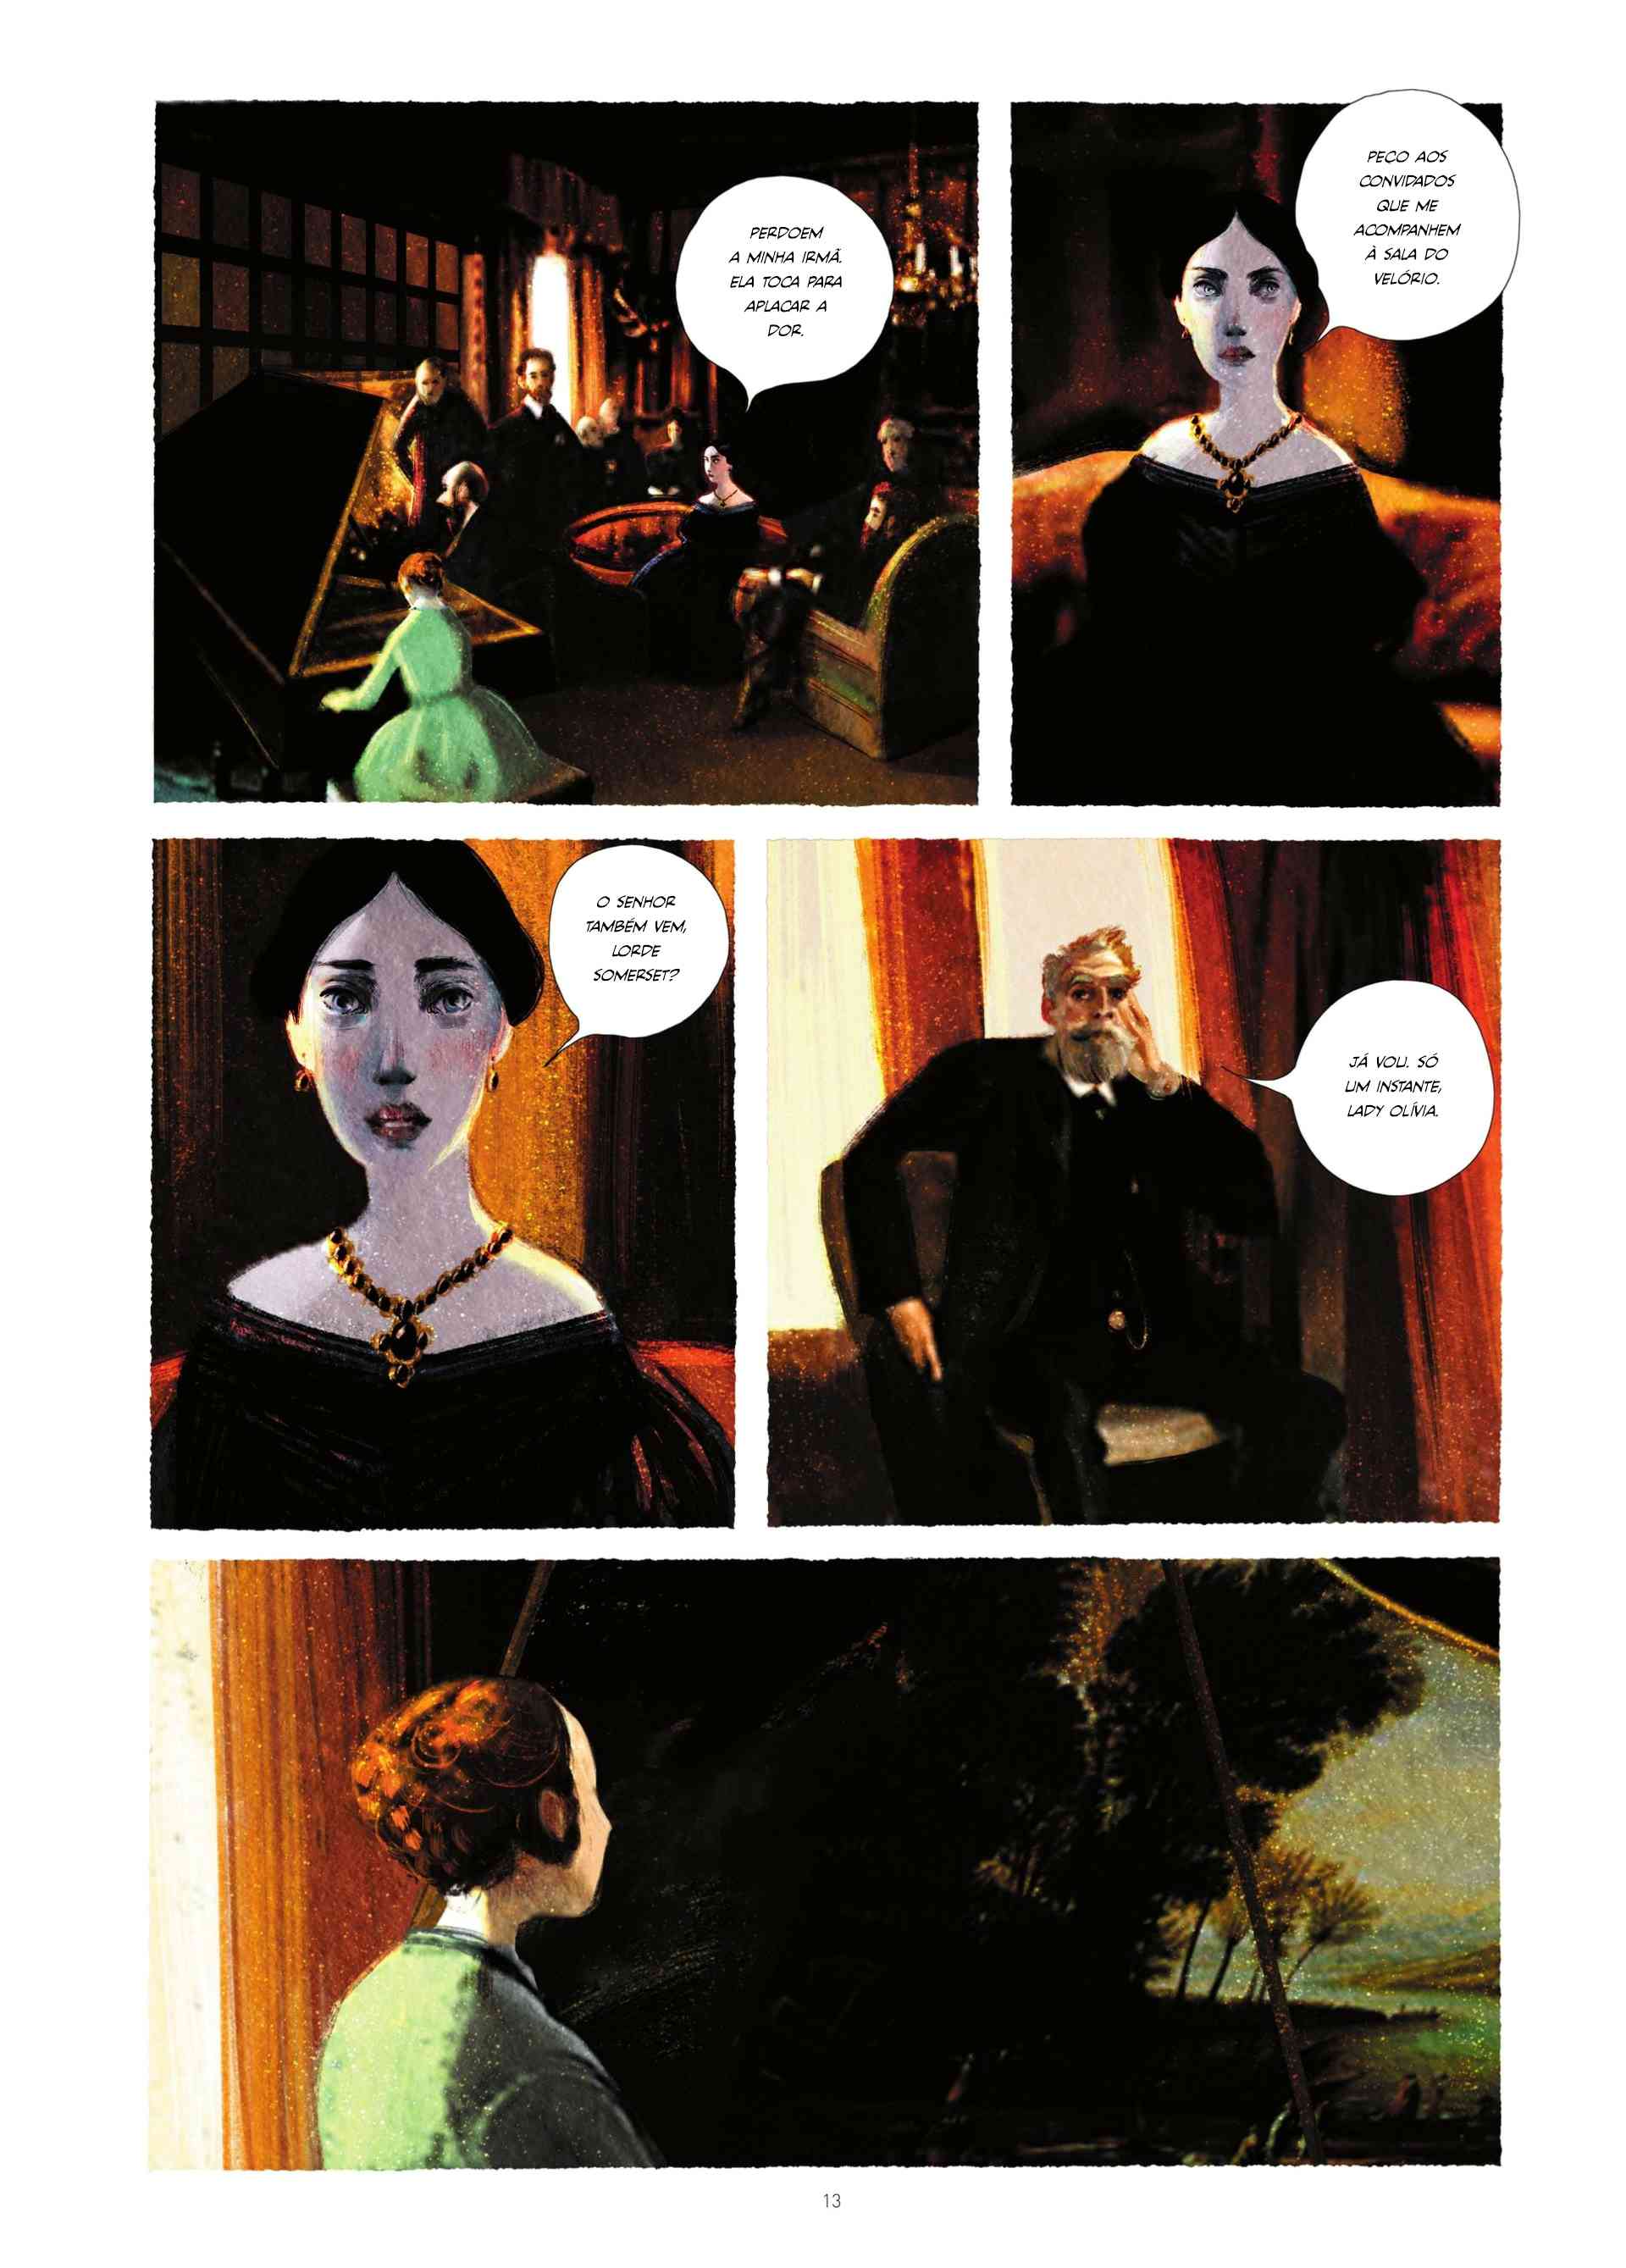 PERDOEM
A MINHA IRMÃ.
ELA TOCA PARA
APLACAR A
DOR.
PEÇO AOS
CONVIDADOS
QUE ME
ACOMPANHEM
À SALA DO
VELÓRIO.
O SENHOR
TAMBÉM VEM,
LORDE
SOMERSET?
JÁ VOU. SÓ
UM INSTANTE,
LADY OLÍVIA.
13